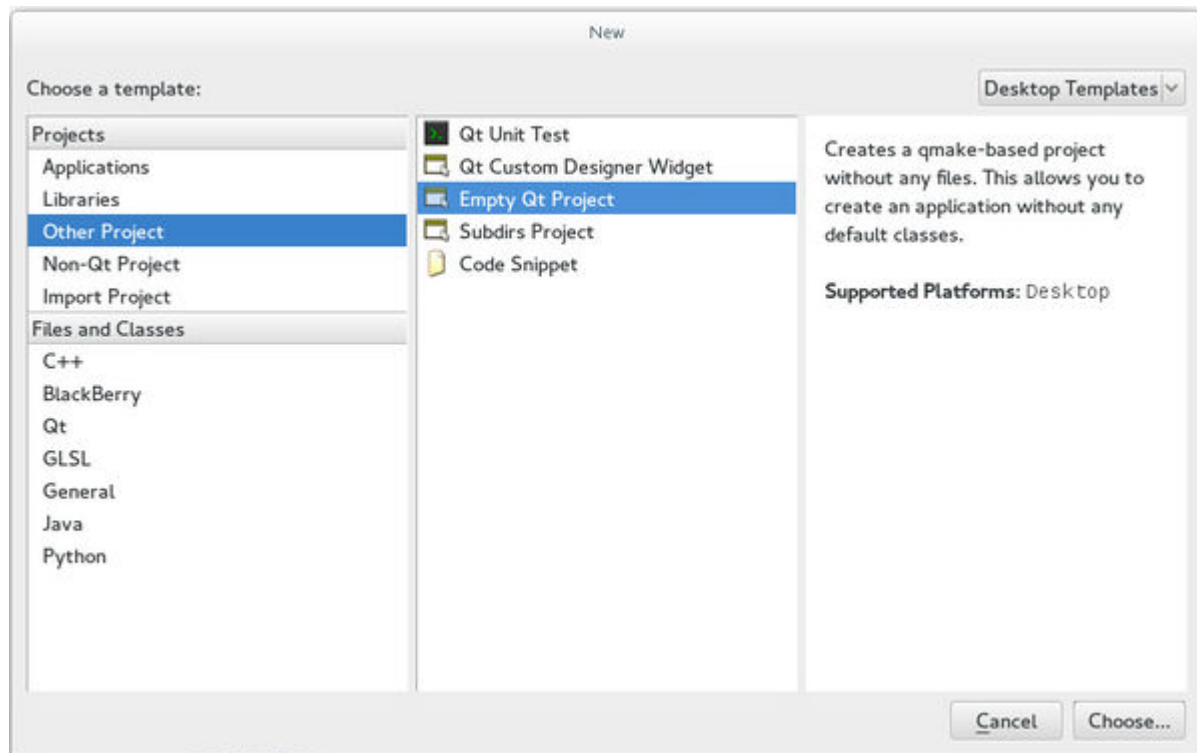 New
Choose a template:
Desktop Templates
Projects
Applications
Libraries
Other Project
Non-Qt Project
Import Project
Files and Classes
C++
BlackBerry
Qt
GLSL
General
Java
Python
Qt Unit Test
Qt Custom Designer Widget
Empty Qt Project
Subdirs Project
Code Snippet
Creates a qmake-based project
without any files. This allows you to
create an application without any
default classes.
Supported Platforms: Desktop
Cancel
Choose...